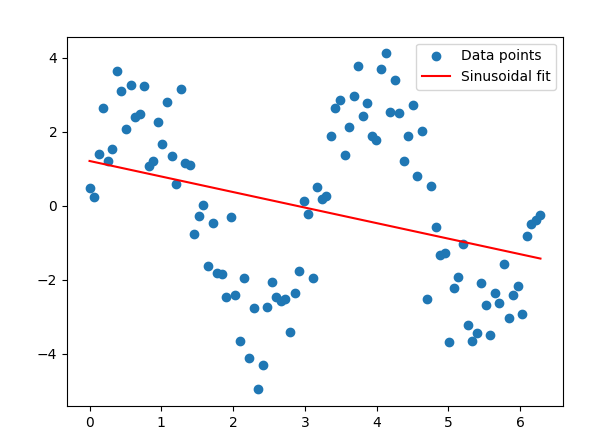 Data points
Sinusoidal fit
4
2
0
−2
−4
0 1 2 3 4 5 6